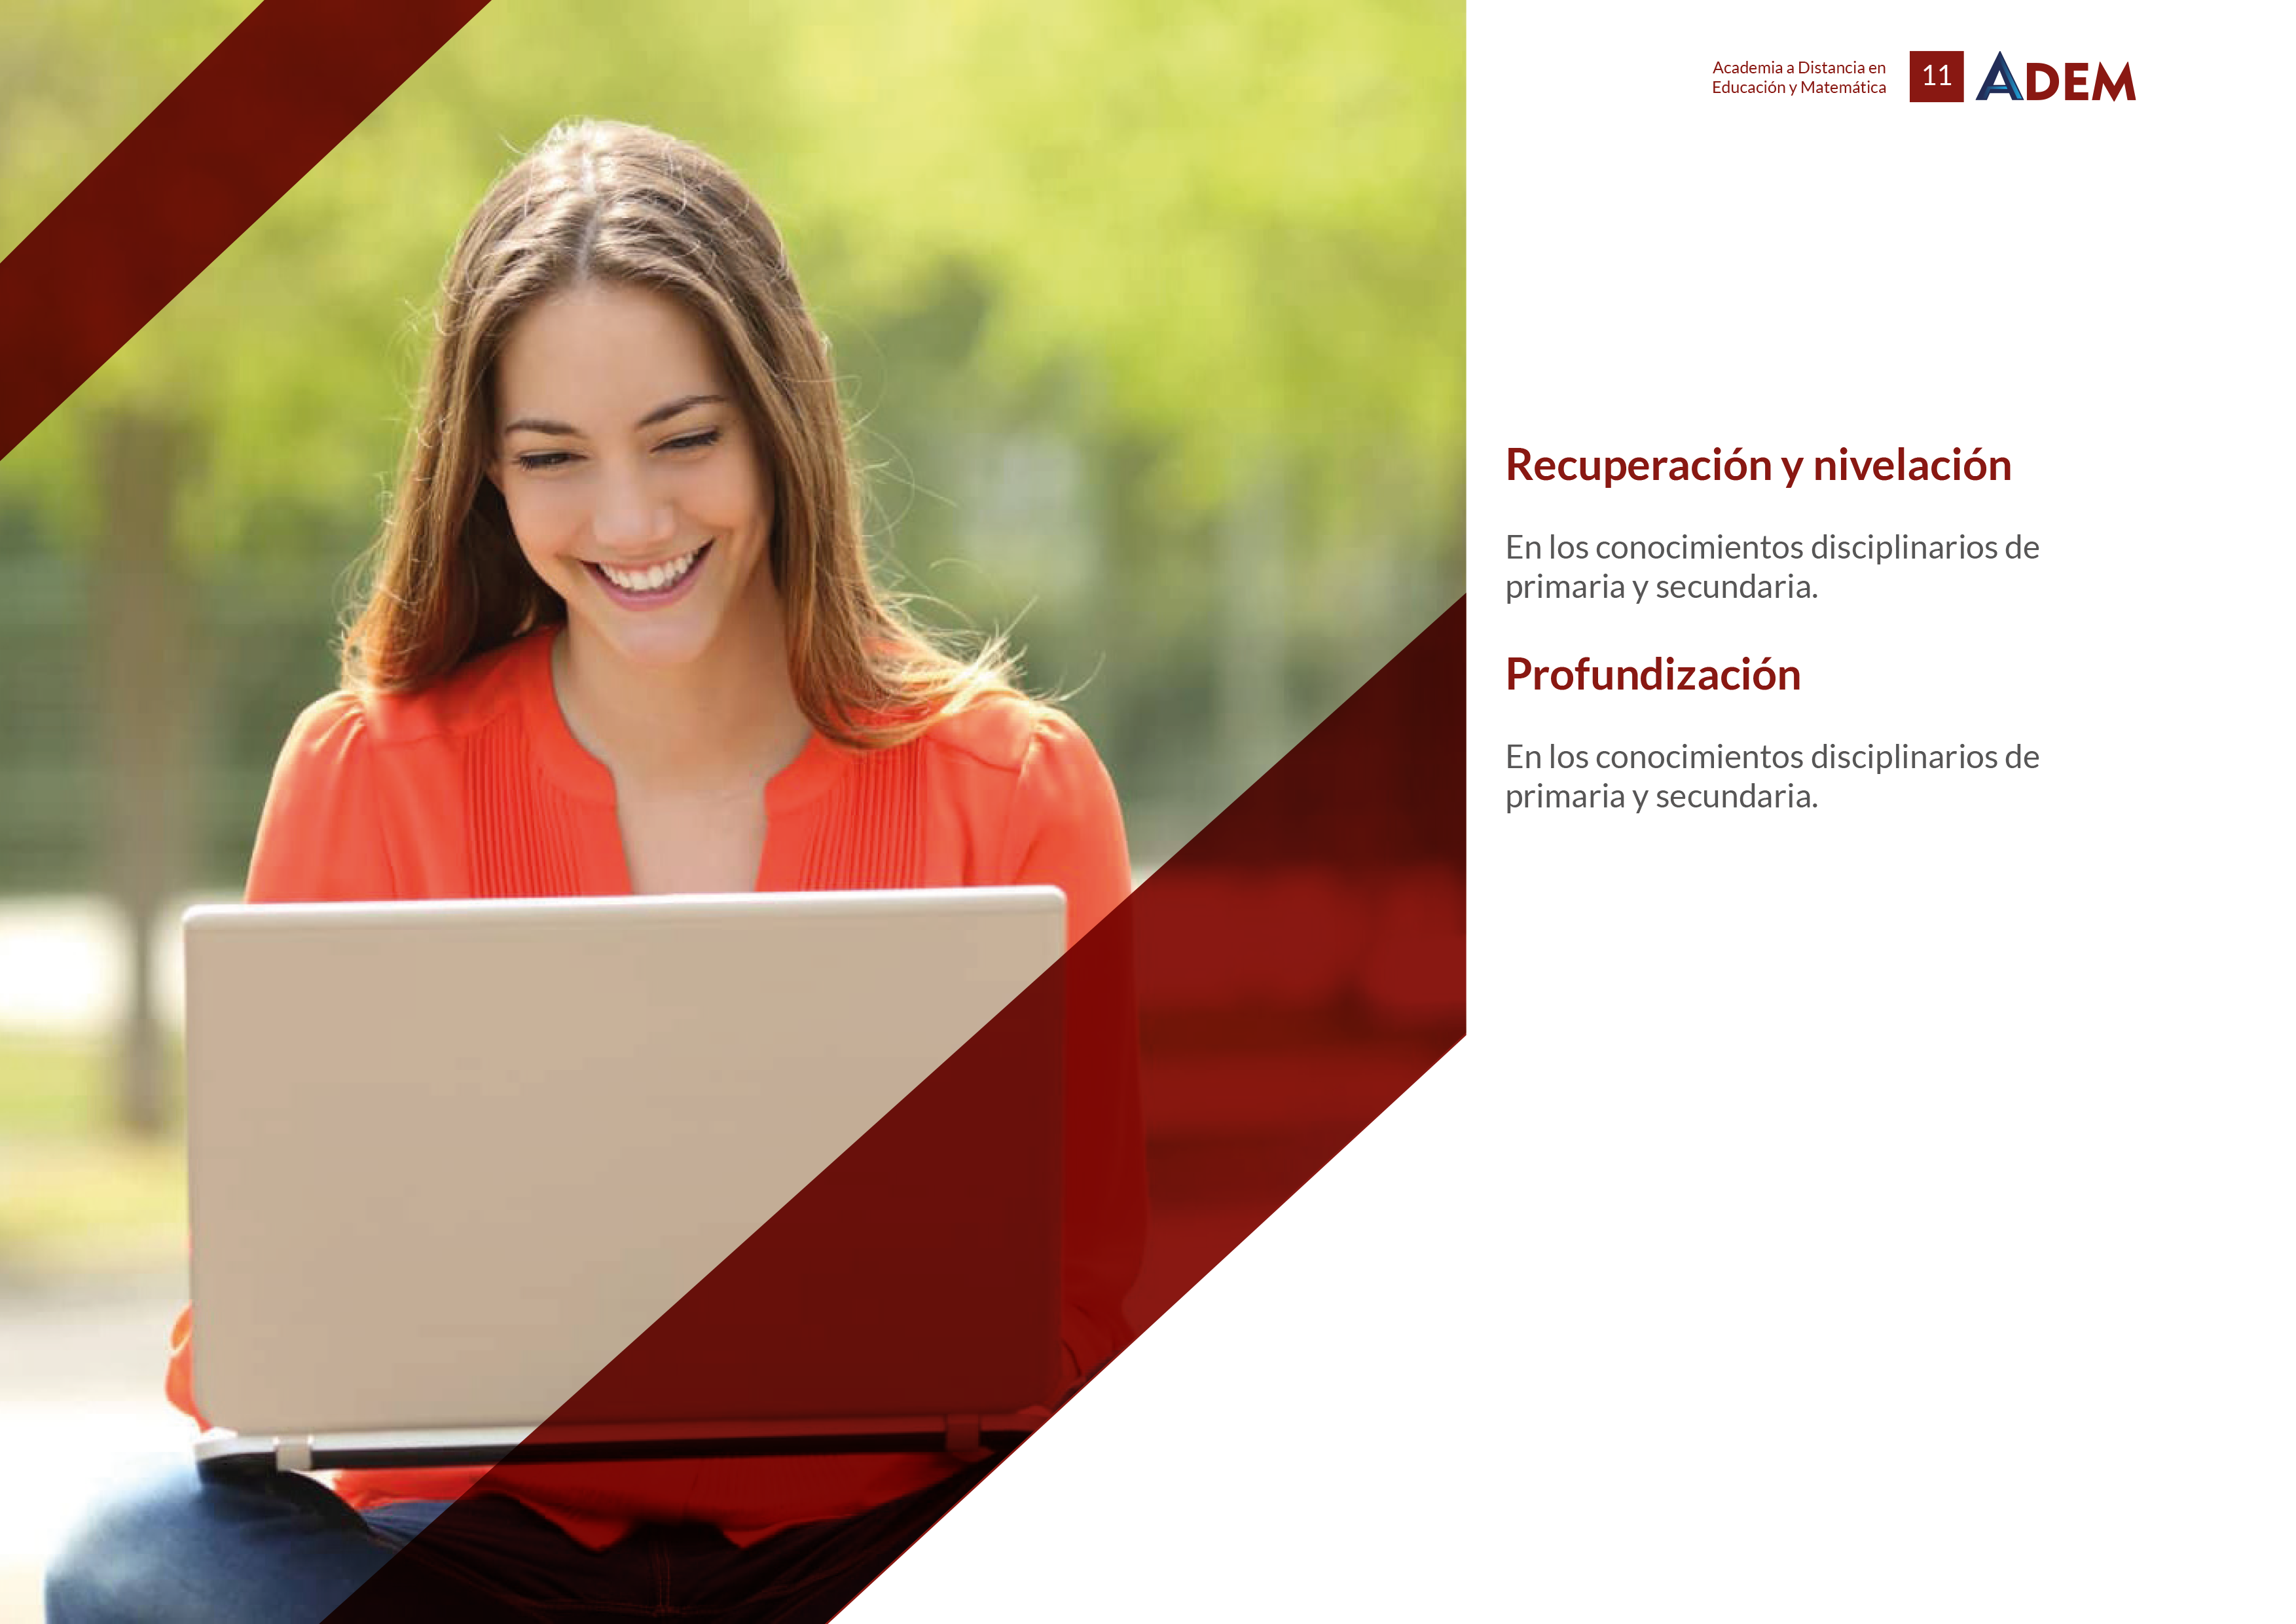 Academia a Distancia en
Educación y Matemática
11
ADEM
Recuperación y nivelación
En los conocimientos disciplinarios de
primaria y secundaria.
Profundización
En los conocimientos disciplinarios de
primaria y secundaria.